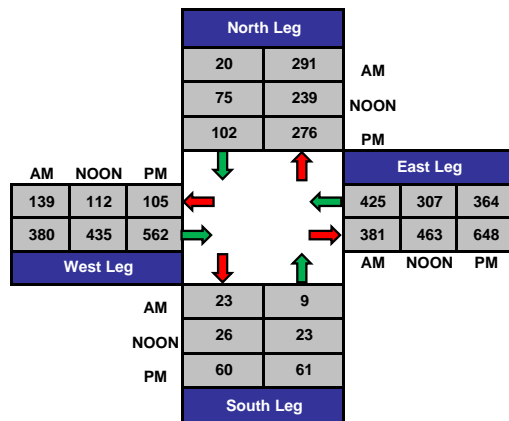 North Leg
20 291 AM
75 239 NOON
102 276 PM
AM NOON PM East Leg
139 112 105 425 307 364
380 435 562 381 463 648
West Leg AM NOON PM
AM 23 9
NOON 26 23
PM 60 61
South Leg